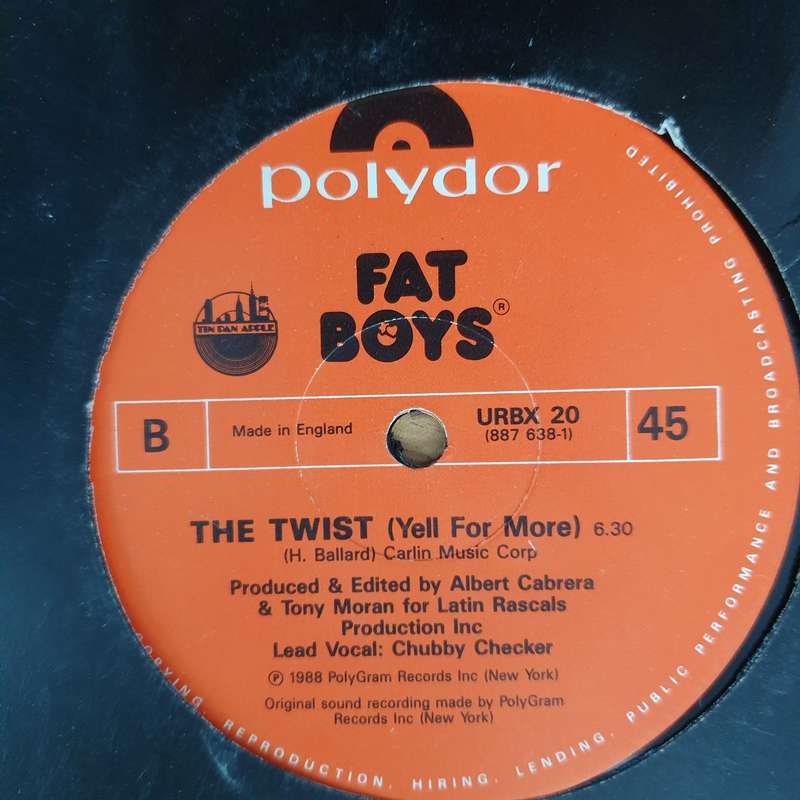 polydor
FAT
BOYS®
TIN PAN APPLE
B
Made in England
URBX 20
(887 638-1)
45
THE TWIST (Yell For More) 6.30
(H. Ballard) Carlin Music Corp
Produced & Edited by Albert Cabrera
& Tony Moran for Latin Rascals
Production Inc
Lead Vocal: Chubby Checker
℗ 1988 PolyGram Records Inc (New York)
Original sound recording made by PolyGram
Records Inc (New York)
COPYING, REPRODUCTION, HIRING, LENDING, PUBLIC PERFORMANCE AND BROADCASTING PROHIBITED